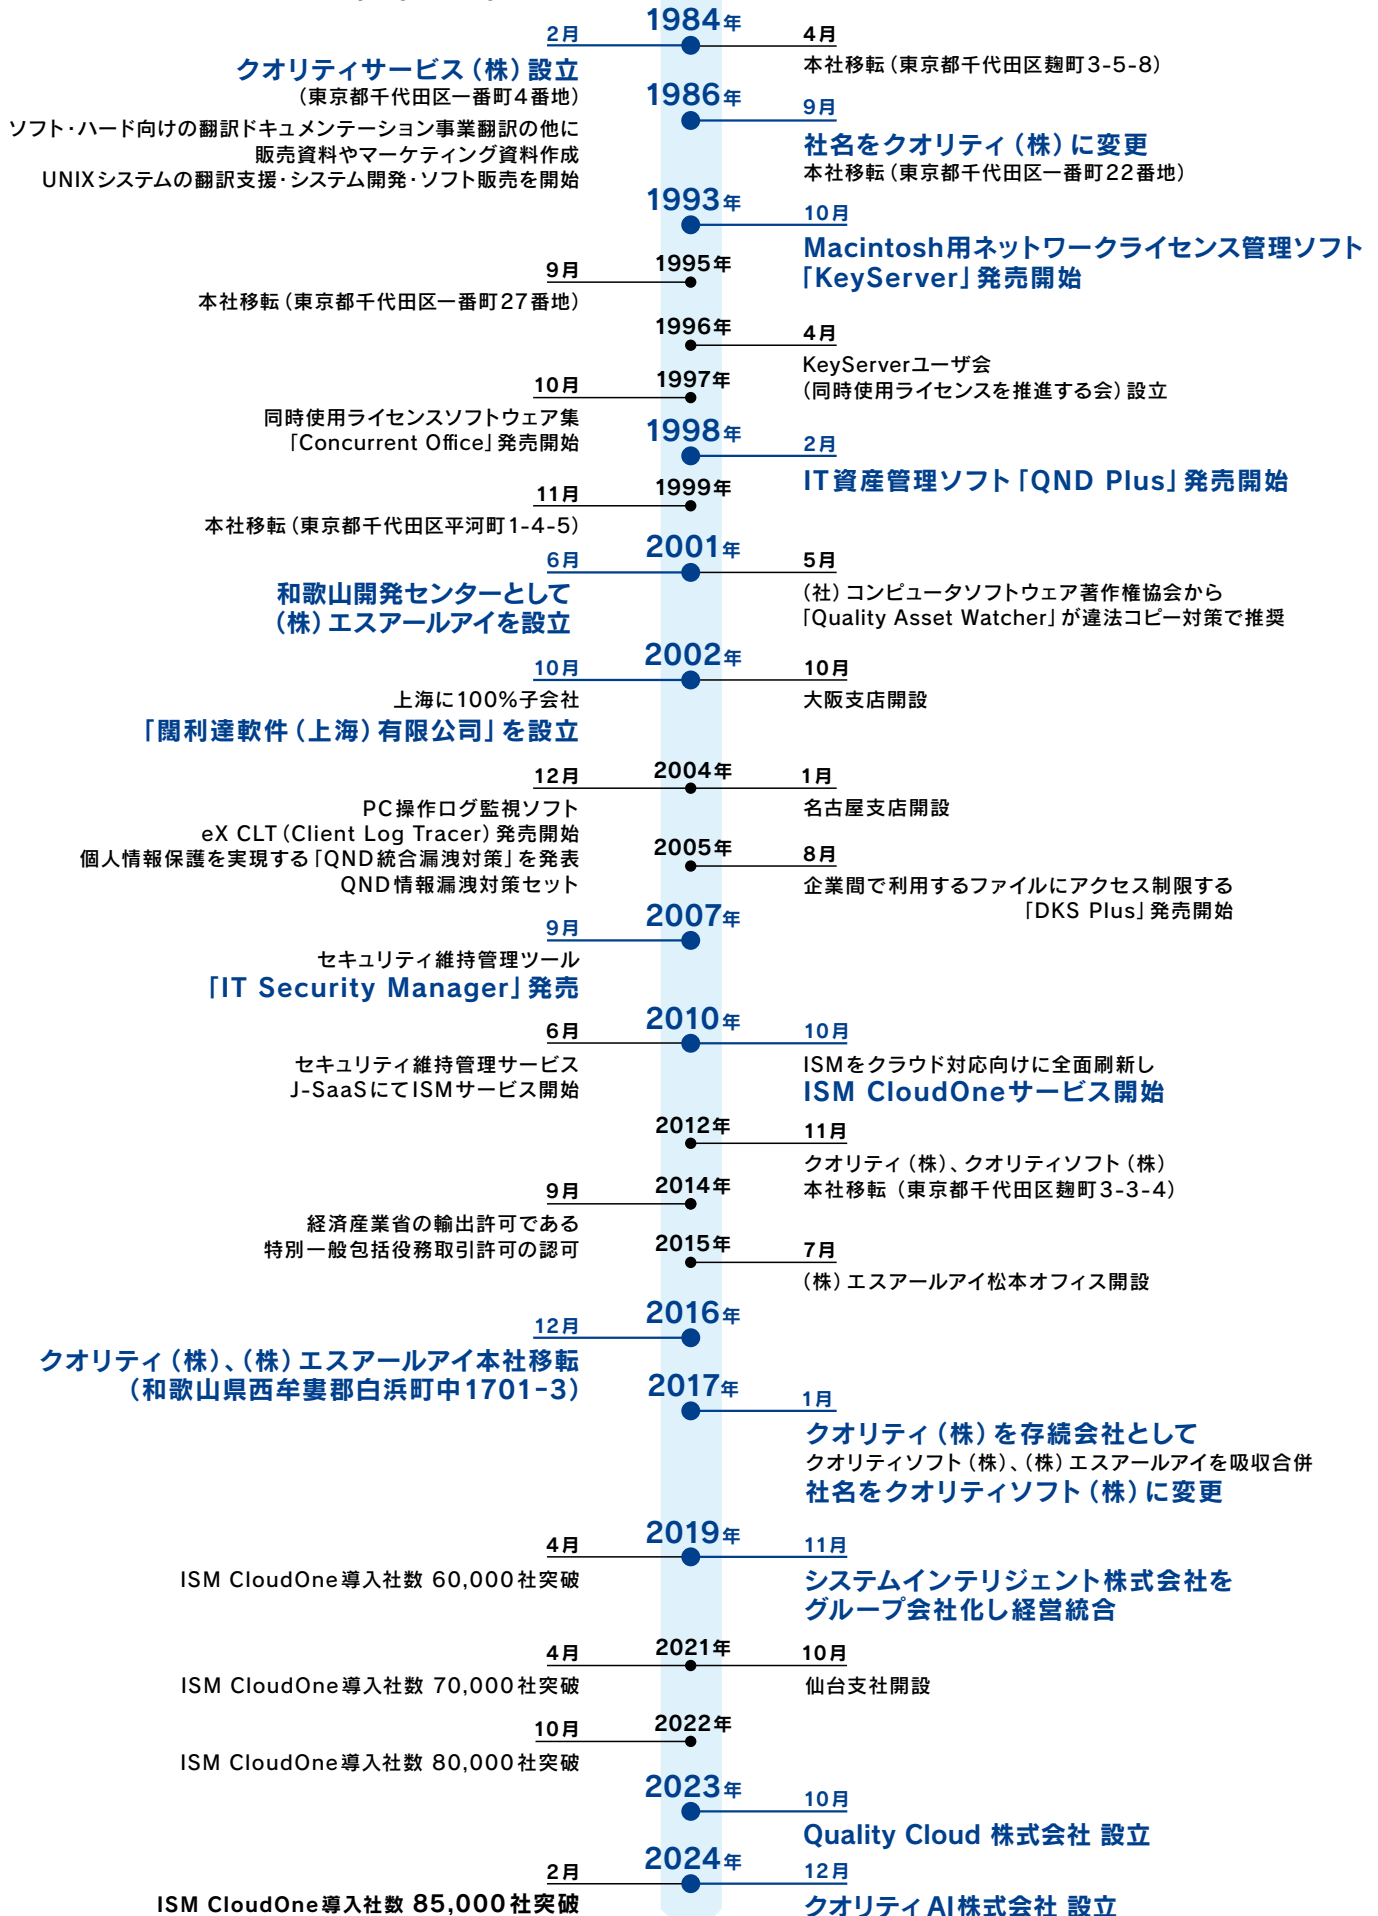 1984年
2月
クオリティサービス（株）設立
（東京都千代田区一番町4番地）
ソフト・ハード向けの翻訳ドキュメンテーション事業翻訳の他に
販売資料やマーケティング資料作成
UNIXシステムの翻訳支援・システム開発・ソフト販売を開始
4月
本社移転（東京都千代田区麹町3-5-8）
1986年
9月
社名をクオリティ（株）に変更
本社移転（東京都千代田区一番町22番地）
1993年
10月
Macintosh用ネットワークライセンス管理ソフト
「KeyServer」発売開始
1995年
9月
本社移転（東京都千代田区一番町27番地）
1996年
4月
KeyServerユーザ会
（同時使用ライセンスを推進する会）設立
1997年
10月
同時使用ライセンスソフトウェア集
「Concurrent Office」発売開始
1998年
2月
IT資産管理ソフト「QND Plus」発売開始
1999年
11月
本社移転（東京都千代田区平河町1-4-5）
2001年
6月
和歌山開発センターとして
（株）エスアールアイを設立
5月
（社）コンピュータソフトウェア著作権協会から
「Quality Asset Watcher」が違法コピー対策で推奨
2002年
10月
上海に100%子会社
「闊利達軟件（上海）有限公司」を設立
10月
大阪支店開設
2004年
12月
PC操作ログ監視ソフト
eX CLT（Client Log Tracer）発売開始
個人情報保護を実現する「QND統合漏洩対策」を発表
QND情報漏洩対策セット
1月
名古屋支店開設
2005年
8月
企業間で利用するファイルにアクセス制限する
「DKS Plus」発売開始
2007年
9月
セキュリティ維持管理ツール
「IT Security Manager」発売
2010年
6月
セキュリティ維持管理サービス
J-SaaSにてISMサービス開始
10月
ISMをクラウド対応向けに全面刷新し
ISM CloudOneサービス開始
2012年
11月
クオリティ（株）、クオリティソフト（株）
本社移転（東京都千代田区麹町3-3-4）
2014年
9月
経済産業省の輸出許可である
特別一般包括役務取引許可の認可
2015年
7月
（株）エスアールアイ松本オフィス開設
2016年
12月
クオリティ（株）、（株）エスアールアイ本社移転
（和歌山県西牟婁郡白浜町中1701-3）
2017年
1月
クオリティ（株）を存続会社として
クオリティソフト（株）、（株）エスアールアイを吸収合併
社名をクオリティソフト（株）に変更
2019年
4月
ISM CloudOne導入社数 60,000社突破
11月
システムインテリジェント株式会社を
グループ会社化し経営統合
2021年
4月
ISM CloudOne導入社数 70,000社突破
10月
仙台支社開設
2022年
10月
ISM CloudOne導入社数 80,000社突破
2023年
10月
Quality Cloud 株式会社 設立
2024年
2月
ISM CloudOne導入社数 85,000社突破
12月
クオリティAI株式会社 設立